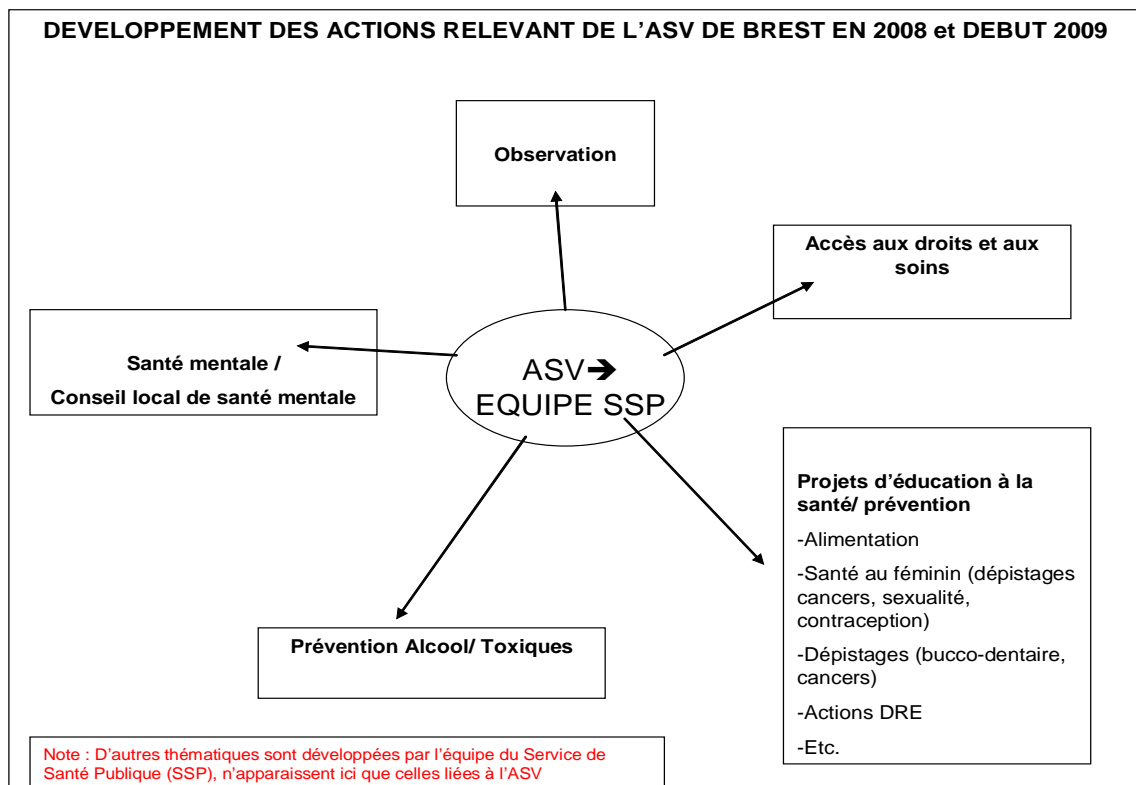 DEVELOPPEMENT DES ACTIONS RELEVANT DE L'ASV DE BREST EN 2008 et DEBUT 2009
Observation
Accès aux droits et aux
soins
Santé mentale /
Conseil local de santé mentale
ASV➔
EQUIPE SSP
Projets d'éducation à la
santé/ prévention
-Alimentation
-Santé au féminin (dépistages
cancers, sexualité,
contraception)
-Dépistages (bucco-dentaire,
cancers)
-Actions DRE
-Etc.
Prévention Alcool/ Toxiques
Note : D'autres thématiques sont développées par l'équipe du Service de
Santé Publique (SSP), n'apparaissent ici que celles liées à l'ASV